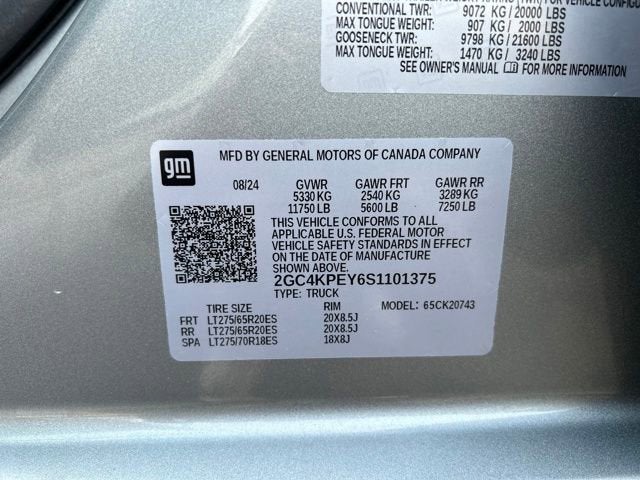 CONVENTIONAL TWR: 9072 KG/20000 LBS
MAX TONGUE WT: 907 KG/ 2000 LBS
GOOSENECK TWR: 9798 KG/21600 LBS
MAX TONGUE WT: 1470 KG/ 3240 LBS
SEE OWNER'S MANUAL FOR MORE INFORMATION
gm
MFD BY GENERAL MOTORS OF CANADA COMPANY
08/24 GVWR GAWR FRT GAWR RR
5330 KG 2540 KG 3289 KG
11750 LB 5600 LB 7250 LB
THIS VEHICLE CONFORMS TO ALL
APPLICABLE U.S. FEDERAL MOTOR
VEHICLE SAFETY STANDARDS IN EFFECT
ON THE DATE OF MANUFACTURE
SHOWN ABOVE.
2GC4KPEY6S1101375
TYPE: TRUCK MODEL: 65CK20743
TIRE SIZE RIM
FRT LT275/65R20ES 20X8.5J
RR LT275/65R20ES 20X8.5J
SPA LT275/70R18ES 18X8J